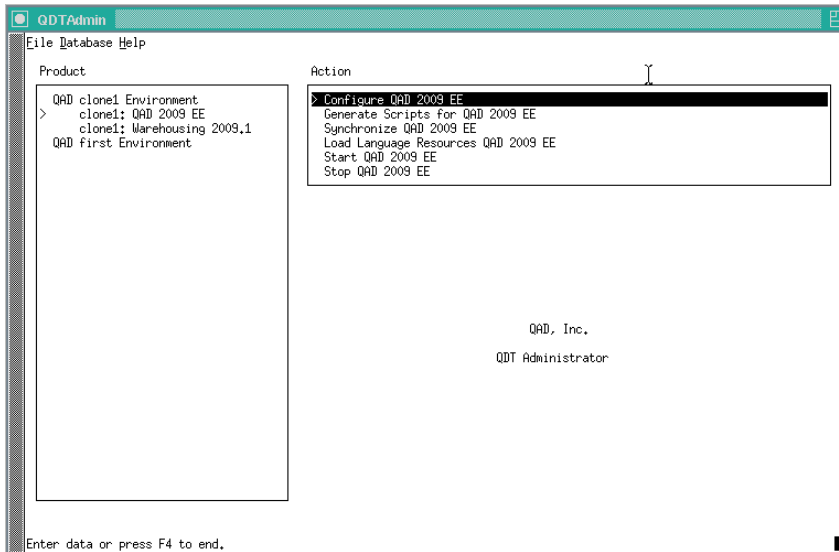 QDTAdmin
File Database Help
Product
QAD clone1 Environment
> clone1: QAD 2009 EE
clone1: Warehousing 2009.1
QAD first Environment
Action
> Configure QAD 2009 EE
Generate Scripts for QAD 2009 EE
Synchronize QAD 2009 EE
Load Language Resources QAD 2009 EE
Start QAD 2009 EE
Stop QAD 2009 EE
QAD, Inc.
QDT Administrator
Enter data or press F4 to end.